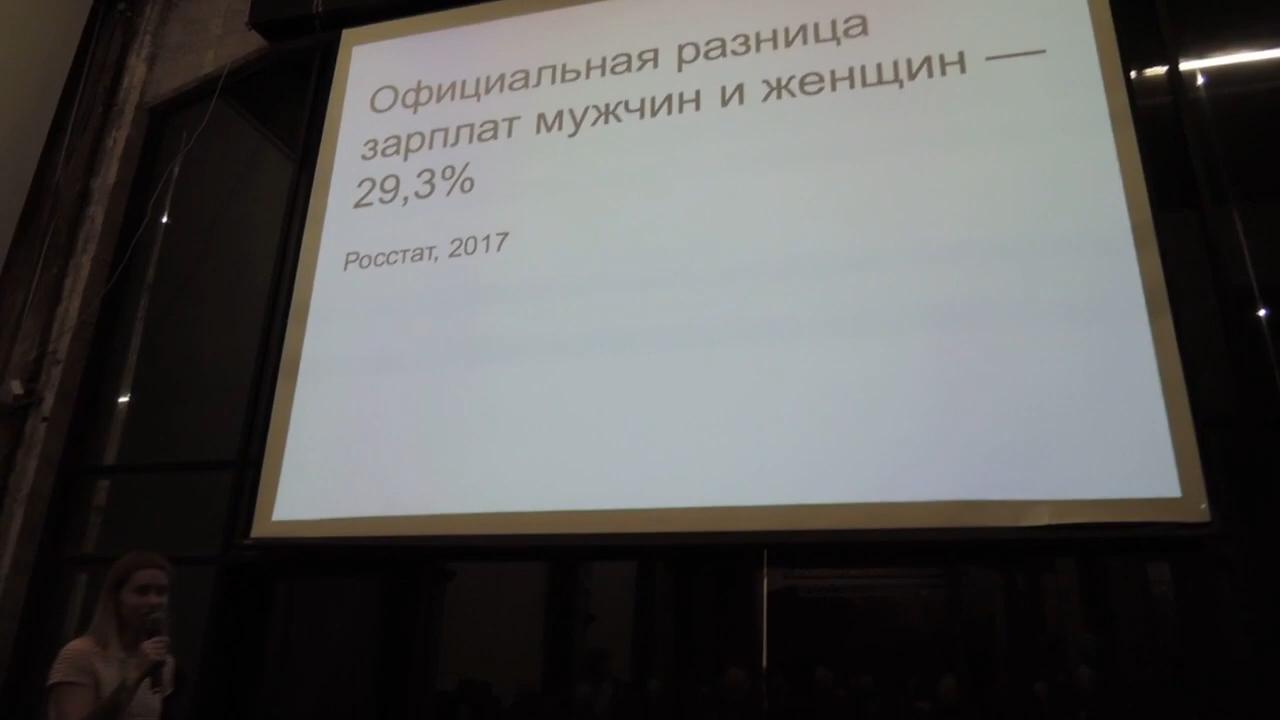 Официальная разница
зарплат мужчин и женщин —
29,3%
Росстат, 2017